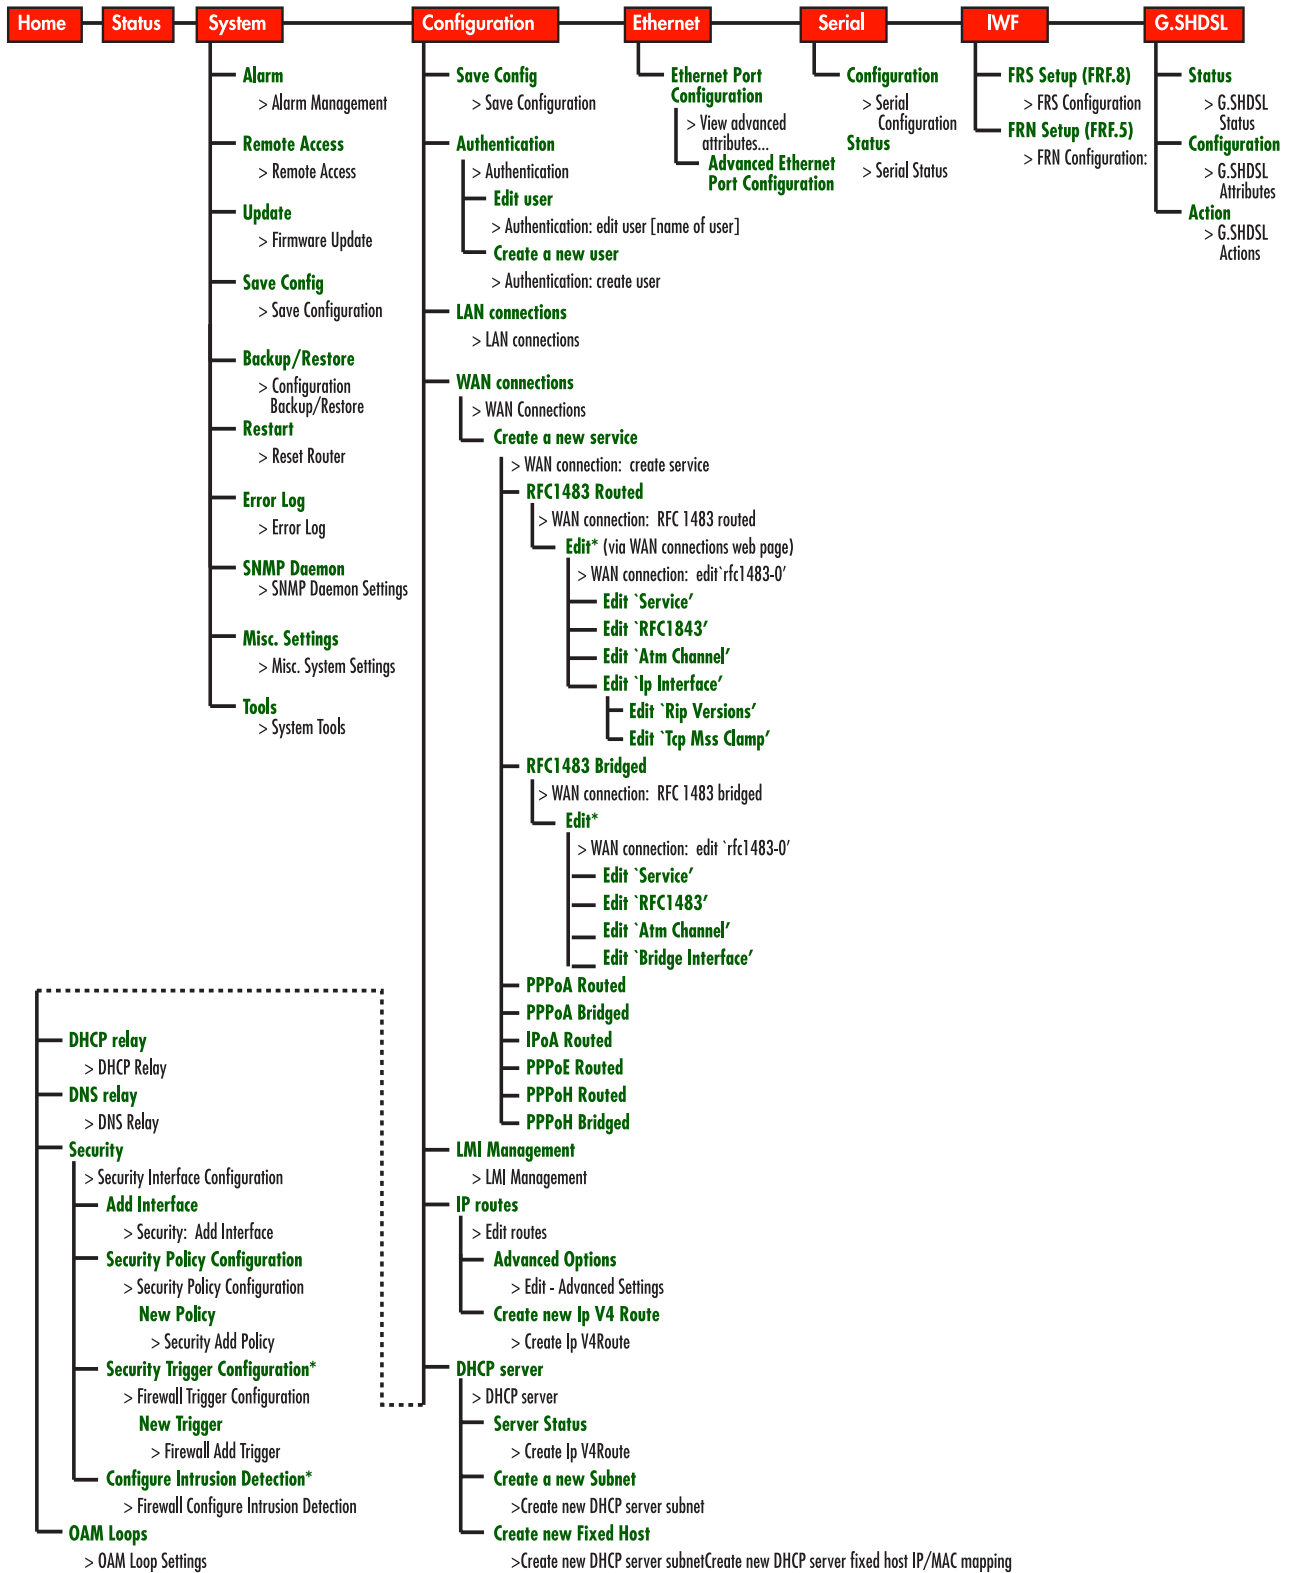 Home
Status
System
Configuration
Ethernet
Serial
IWF
G.SHDSL
Alarm
> Alarm Management
Remote Access
> Remote Access
Update
> Firmware Update
Save Config
> Save Configuration
Backup/Restore
> Configuration
Backup/Restore
Restart
> Reset Router
Error Log
> Error Log
SNMP Daemon
> SNMP Daemon Settings
Misc. Settings
> Misc. System Settings
Tools
> System Tools
Save Config
> Save Configuration
Authentication
> Authentication
Edit user
> Authentication: edit user [name of user]
Create a new user
> Authentication: create user
LAN connections
> LAN connections
WAN connections
> WAN Connections
Create a new service
> WAN connection: create service
RFC1483 Routed
> WAN connection: RFC 1483 routed
Edit* (via WAN connections web page)
> WAN connection: edit`rfc1483-0'
Edit `Service'
Edit `RFC1843'
Edit `Atm Channel'
Edit `Ip Interface'
Edit `Rip Versions'
Edit `Tcp Mss Clamp'
RFC1483 Bridged
> WAN connection: RFC 1483 bridged
Edit*
> WAN connection: edit `rfc1483-0'
Edit `Service'
Edit `RFC1483'
Edit `Atm Channel'
Edit `Bridge Interface'
PPPoA Routed
PPPoA Bridged
IPoA Routed
PPPoE Routed
PPPoH Routed
PPPoH Bridged
LMI Management
> LMI Management
IP routes
> Edit routes
Advanced Options
> Edit - Advanced Settings
Create new Ip V4 Route
> Create Ip V4Route
DHCP server
> DHCP server
Server Status
> Create Ip V4Route
Create a new Subnet
>Create new DHCP server subnet
Create new Fixed Host
>Create new DHCP server subnetCreate new DHCP server fixed host IP/MAC mapping
DHCP relay
> DHCP Relay
DNS relay
> DNS Relay
Security
> Security Interface Configuration
Add Interface
> Security: Add Interface
Security Policy Configuration
> Security Policy Configuration
New Policy
> Security Add Policy
Security Trigger Configuration*
> Firewall Trigger Configuration
New Trigger
> Firewall Add Trigger
Configure Intrusion Detection*
> Firewall Configure Intrusion Detection
OAM Loops
> OAM Loop Settings
Ethernet Port
Configuration
> View advanced
attributes...
Advanced Ethernet
Port Configuration
Configuration
> Serial
Configuration
Status
> Serial Status
FRS Setup (FRF.8)
> FRS Configuration
FRN Setup (FRF.5)
> FRN Configuration:
Status
> G.SHDSL
Status
Configuration
> G.SHDSL
Attributes
Action
> G.SHDSL
Actions